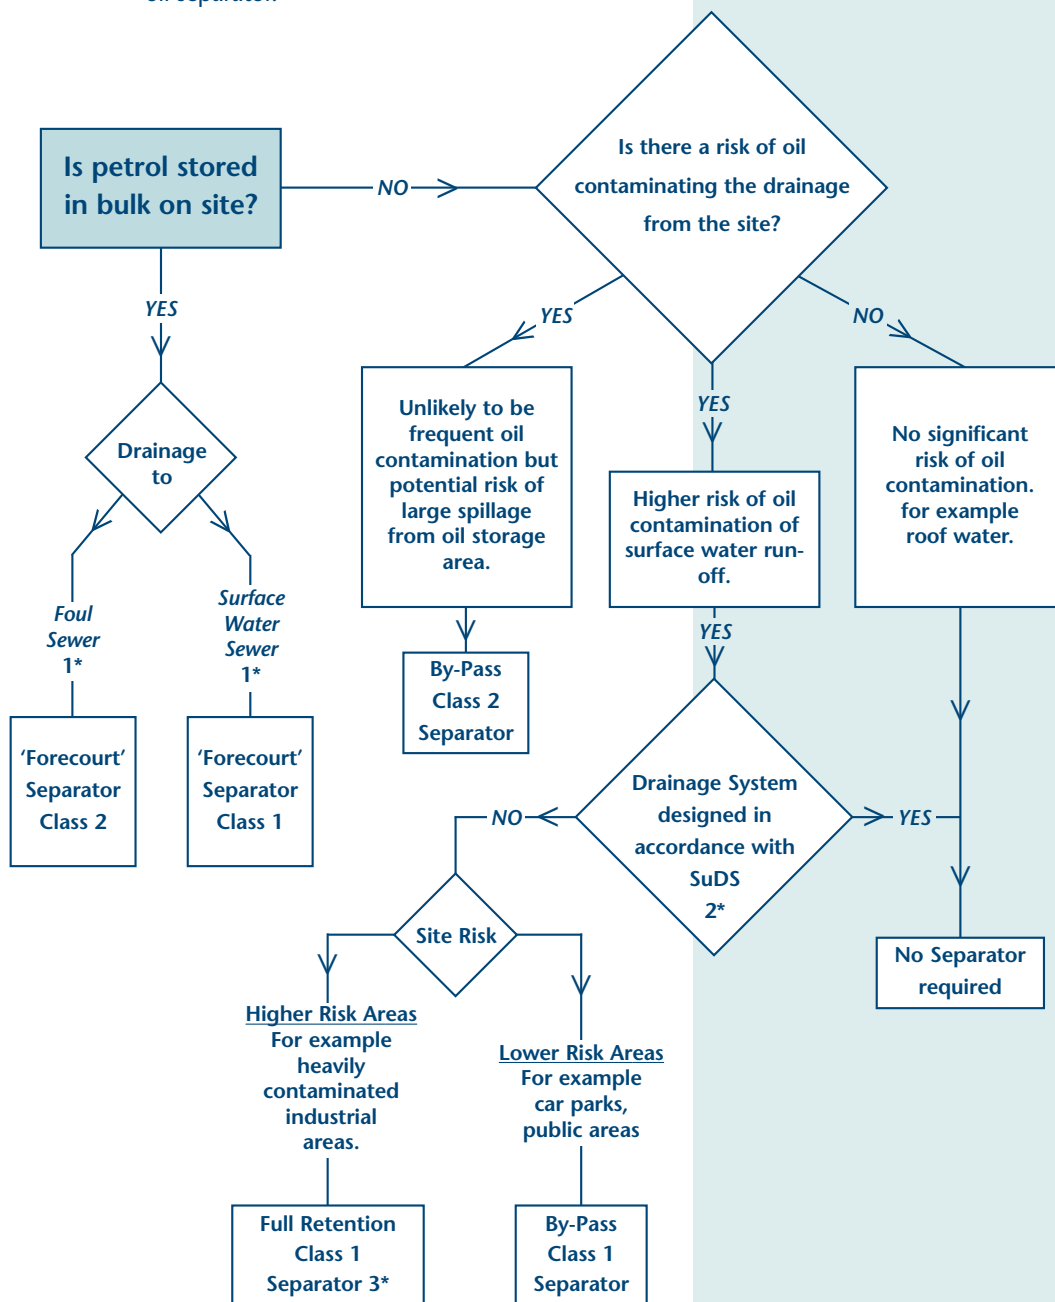 oil separator.
Is petrol stored
in bulk on site?
NO
Is there a risk of oil
contaminating the drainage
from the site?
YES
YES
NO
YES
Drainage
to
Foul
Sewer
1*
Surface
Water
Sewer
1*
'Forecourt'
Separator
Class 2
'Forecourt'
Separator
Class 1
Unlikely to be
frequent oil
contamination but
potential risk of
large spillage
from oil storage
area.
By-Pass
Class 2
Separator
Higher risk of oil
contamination of
surface water run-
off.
YES
No significant
risk of oil
contamination.
for example
roof water.
Drainage System
designed in
accordance with
SuDS
2*
NO
YES
No Separator
required
Site Risk
Higher Risk Areas
For example
heavily
contaminated
industrial
areas.
Lower Risk Areas
For example
car parks,
public areas
Full Retention
Class 1
Separator 3*
By-Pass
Class 1
Separator